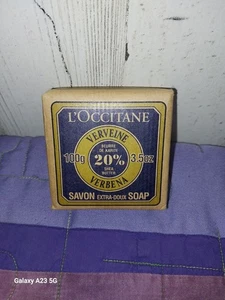 L'OCCITANE
VERVEINE
BEURRE
DE KARITÉ
100g 20% 3.5oz
SHEA
BUTTER
VERBENA
SAVON EXTRA-DOUX SOAP
Galaxy A23 5G